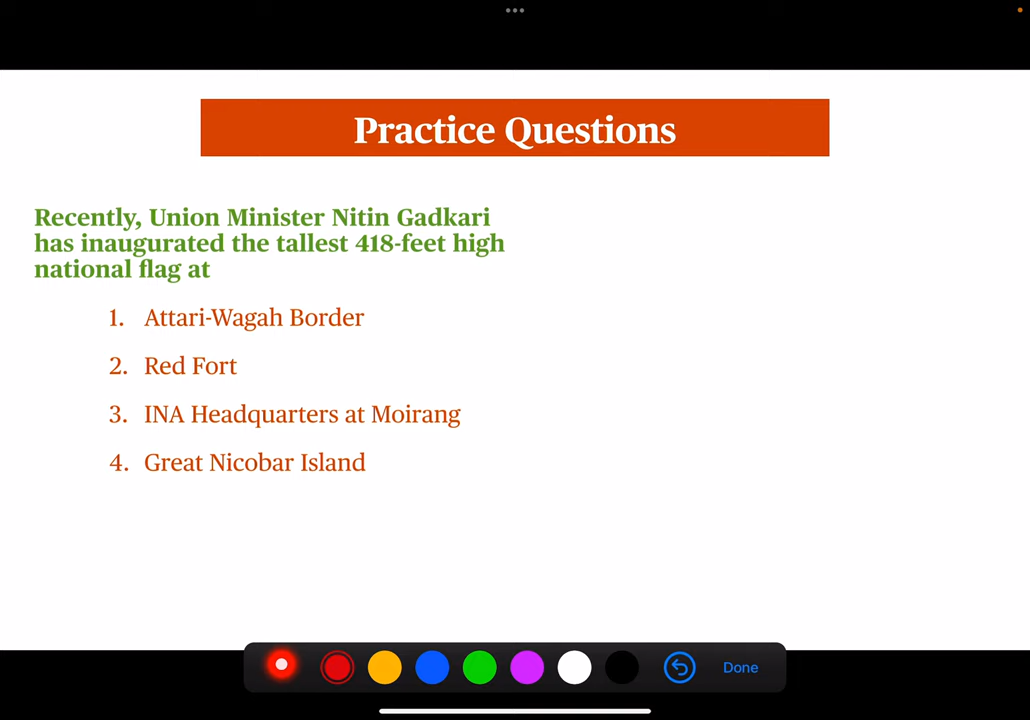 Practice Questions
Recently, Union Minister Nitin Gadkari
has inaugurated the tallest 418-feet high
national flag at
1. Attari-Wagah Border
2. Red Fort
3. INA Headquarters at Moirang
4. Great Nicobar Island
Done